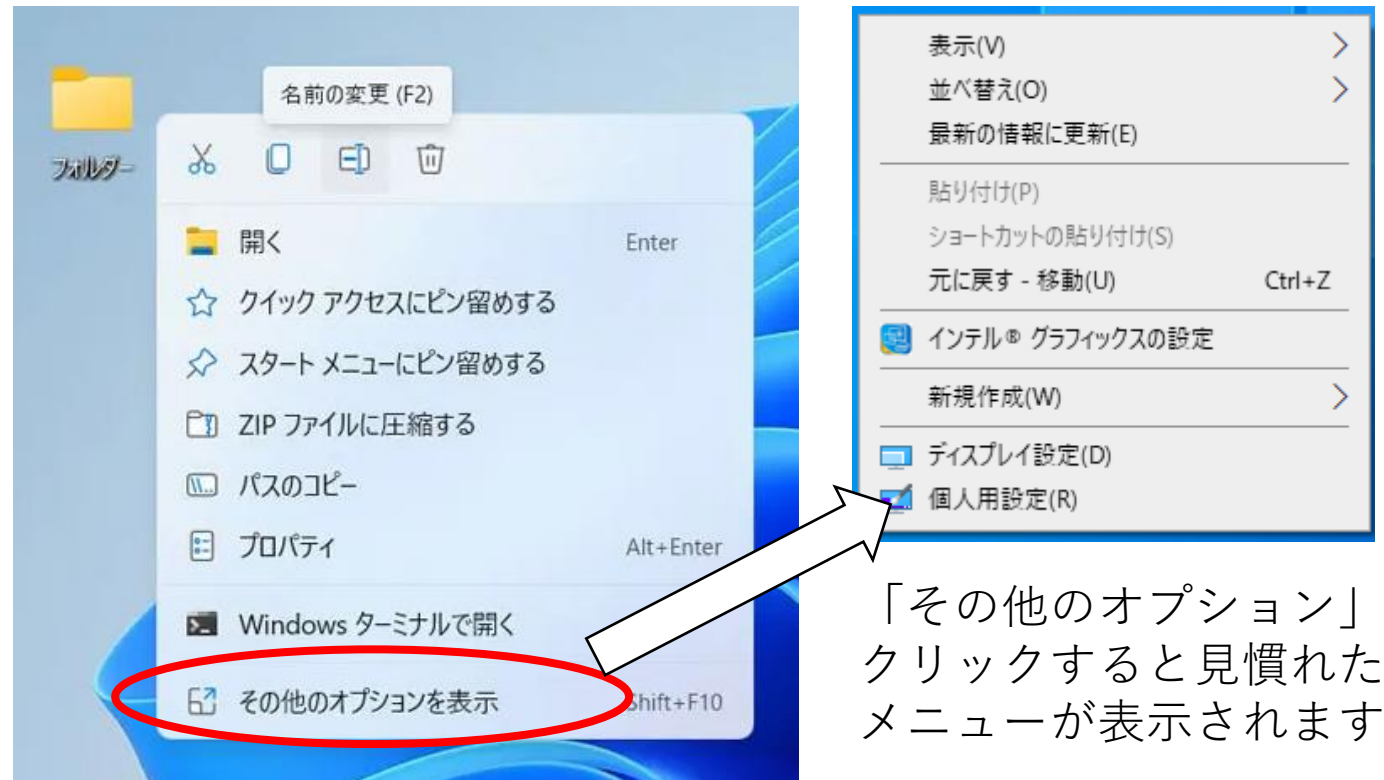 フォルダー
名前の変更 (F2)
開く Enter
クイック アクセスにピン留めする
スタート メニューにピン留めする
ZIP ファイルに圧縮する
パスのコピー
プロパティ Alt+Enter
Windows ターミナルで開く
その他のオプションを表示 Shift+F10
表示(V)
並べ替え(O)
最新の情報に更新(E)
貼り付け(P)
ショートカットの貼り付け(S)
元に戻す - 移動(U) Ctrl+Z
インテル® グラフィックスの設定
新規作成(W)
ディスプレイ設定(D)
個人用設定(R)
「その他のオプション」
クリックすると見慣れた
メニューが表示されます